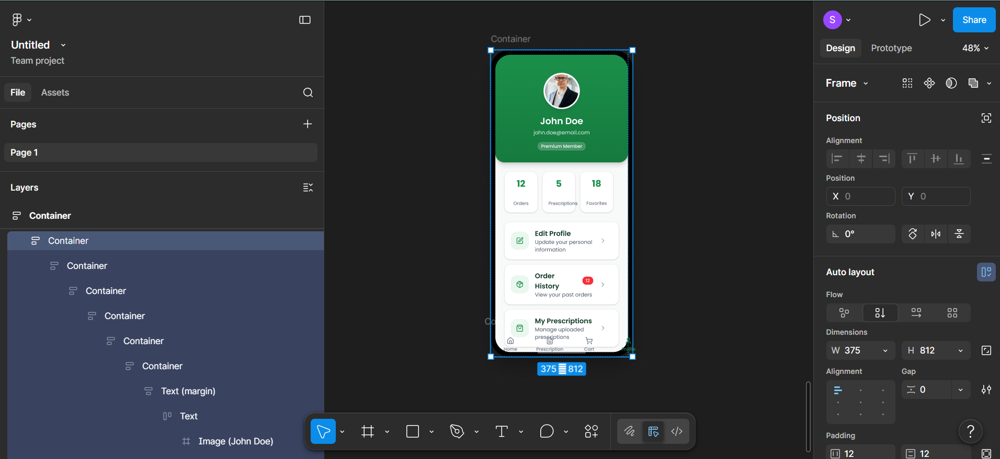 Untitled
Team project
File
Assets
Pages
Page 1
Layers
Container
Container
Container
Container
Container
Container
Container
Text (margin)
Text
Image (John Doe)
Container
John Doe
john.doe@email.com
Premium Member
12
5
18
Orders
Prescriptions
Favorites
Edit Profile
Update your personal
information
Order
History
12
View your past orders
Co
My Prescriptions
Manage uploaded
prescriptions
Home
Prescription
Cart
Profile
375
812
S
Share
Design
Prototype
48%
Frame
Position
Alignment
Position
X 0
Y 0
Rotation
0°
Auto layout
Flow
Dimensions
W 375
H 812
Alignment
Gap
0
Padding
12
12
?